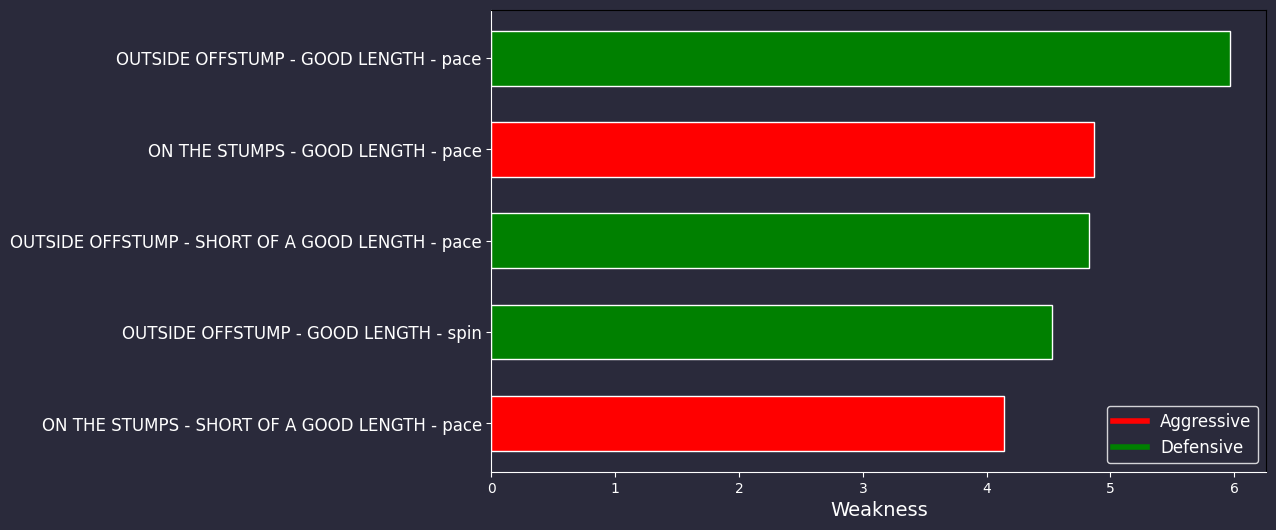 OUTSIDE OFFSTUMP - GOOD LENGTH - pace
ON THE STUMPS - GOOD LENGTH - pace
OUTSIDE OFFSTUMP - SHORT OF A GOOD LENGTH - pace
OUTSIDE OFFSTUMP - GOOD LENGTH - spin
ON THE STUMPS - SHORT OF A GOOD LENGTH - pace
Aggressive
Defensive
0 1 2 3 4 5 6
Weakness